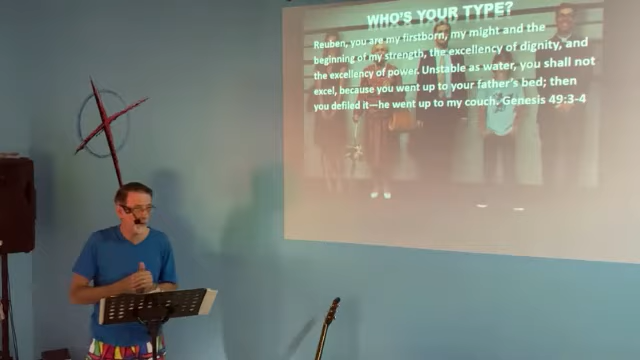 WHO'S YOUR TYPE?
Reuben, you are my firstborn, my might and the
beginning of my strength, the excellency of dignity, and
the excellency of power. Unstable as water, you shall not
excel, because you went up to your father's bed; then
you defiled it—he went up to my couch. Genesis 49:3-4